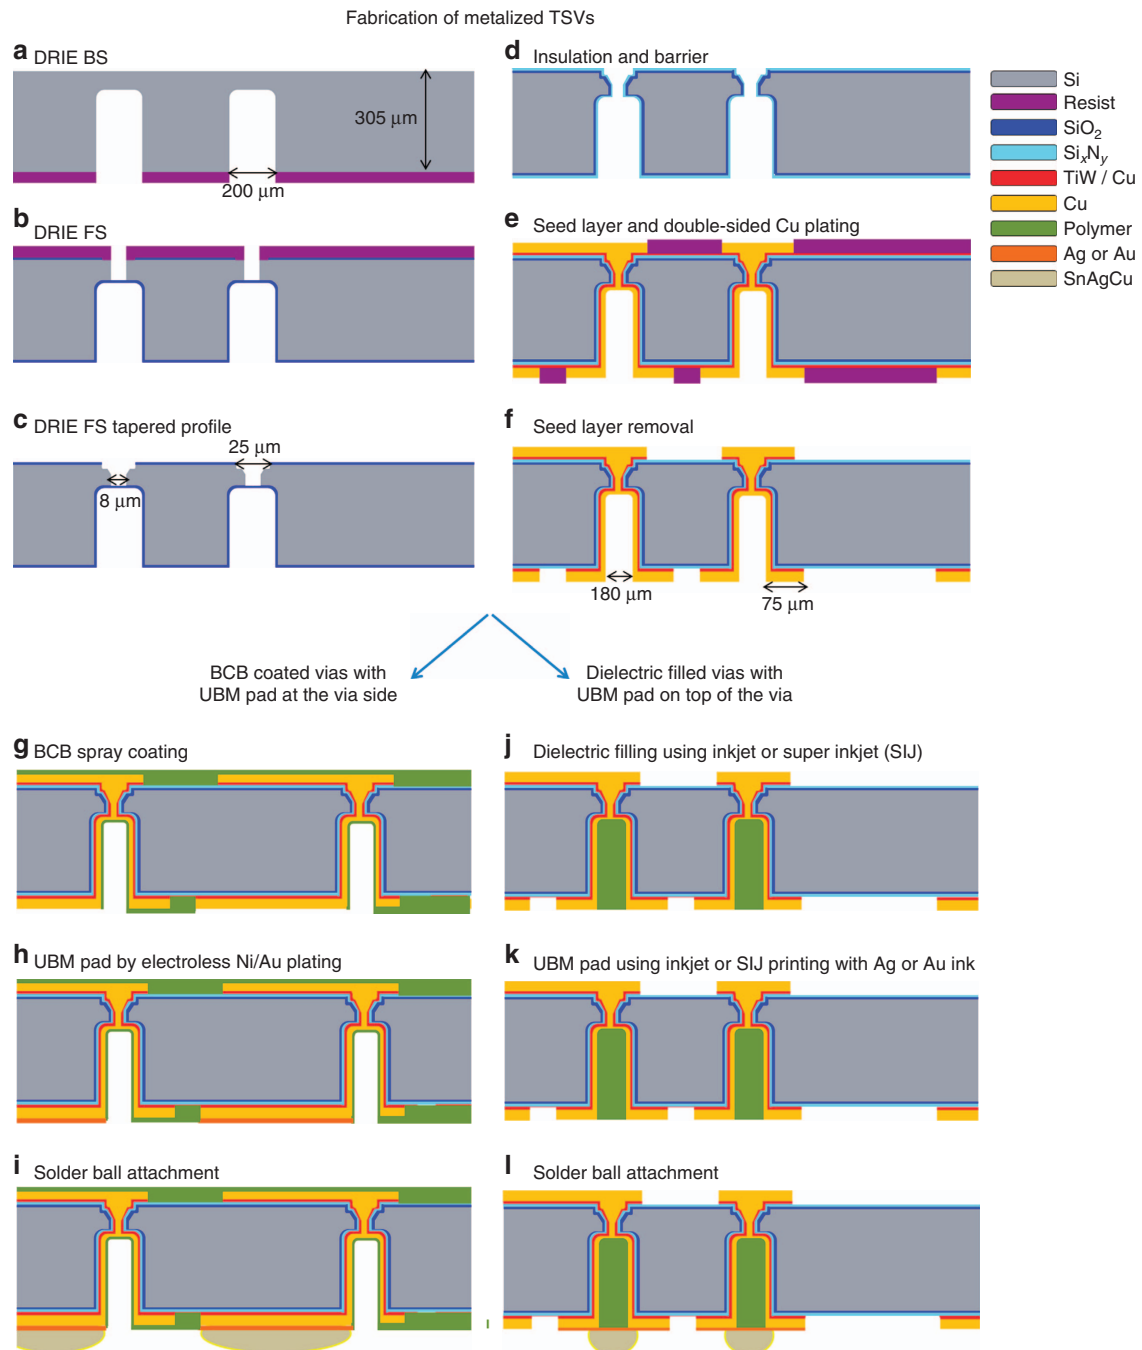 Fabrication of metalized TSVs
a DRIE BS
305 μm
200 μm
b DRIE FS
c DRIE FS tapered profile
25 μm
8 μm
d Insulation and barrier
e Seed layer and double-sided Cu plating
f Seed layer removal
180 μm
75 μm
Si
Resist
SiO2
SixNy
TiW / Cu
Cu
Polymer
Ag or Au
SnAgCu
BCB coated vias with
UBM pad at the via side
Dielectric filled vias with
UBM pad on top of the via
g BCB spray coating
h UBM pad by electroless Ni/Au plating
i Solder ball attachment
j Dielectric filling using inkjet or super inkjet (SIJ)
k UBM pad using inkjet or SIJ printing with Ag or Au ink
l Solder ball attachment